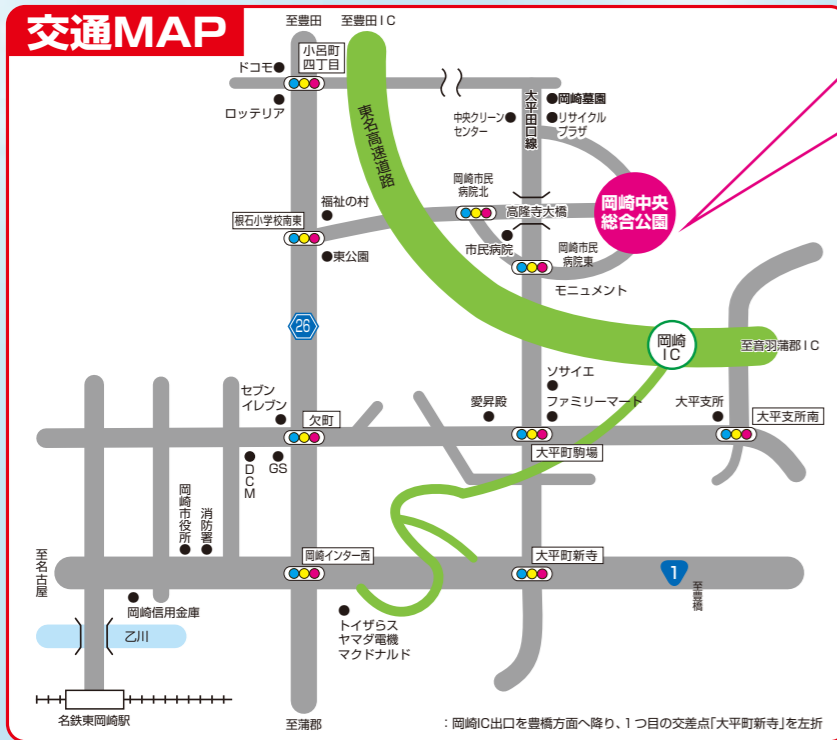 交通MAP
至豊田
至豊田IC
小呂町
四丁目
ドコモ
ロッテリア
東名高速道路
大平田口線
岡崎墓園
中央クリーン
センター
リサイクル
プラザ
岡崎市民
病院北
高隆寺大橋
岡崎中央
総合公園
福祉の村
根石小学校南東
東公園
市民病院
岡崎市民
病院東
モニュメント
26
岡崎
IC
至音羽蒲郡IC
セブン
イレブン
欠町
愛昇殿
ソサイエ
ファミリーマート
大平支所
大平支所南
大平町駒場
DCM
GS
岡崎市役所
消防署
至名古屋
岡崎インター西
大平町新寺
1
至豊橋
岡崎信用金庫
乙川
トイザらス
ヤマダ電機
マクドナルド
名鉄東岡崎駅
至蒲郡
：岡崎IC出口を豊橋方面へ降り、1つ目の交差点「大平町新寺」を左折